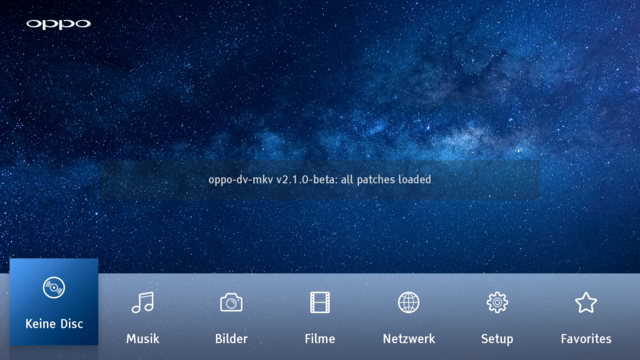 oppo
oppo-dv-mkv v2.1.0-beta: all patches loaded
Keine Disc
Musik
Bilder
Filme
Netzwerk
Setup
Favorites